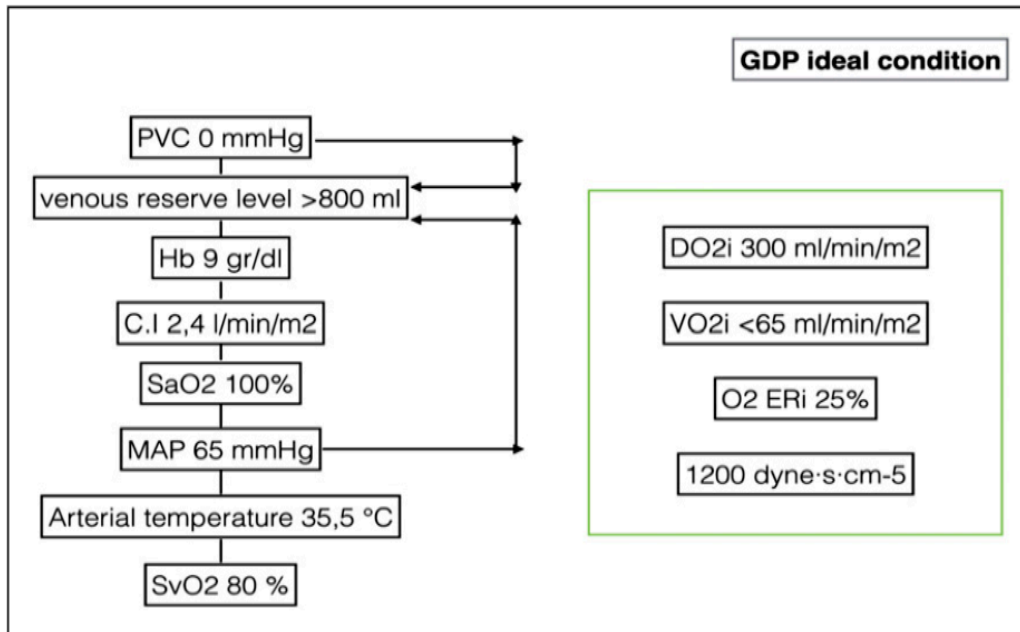 GDP ideal condition
PVC 0 mmHg
venous reserve level >800 ml
Hb 9 gr/dl
C.I 2,4 l/min/m2
SaO2 100%
MAP 65 mmHg
Arterial temperature 35,5 °C
SvO2 80 %
DO2i 300 ml/min/m2
VO2i <65 ml/min/m2
O2 ERi 25%
1200 dyne·s·cm-5